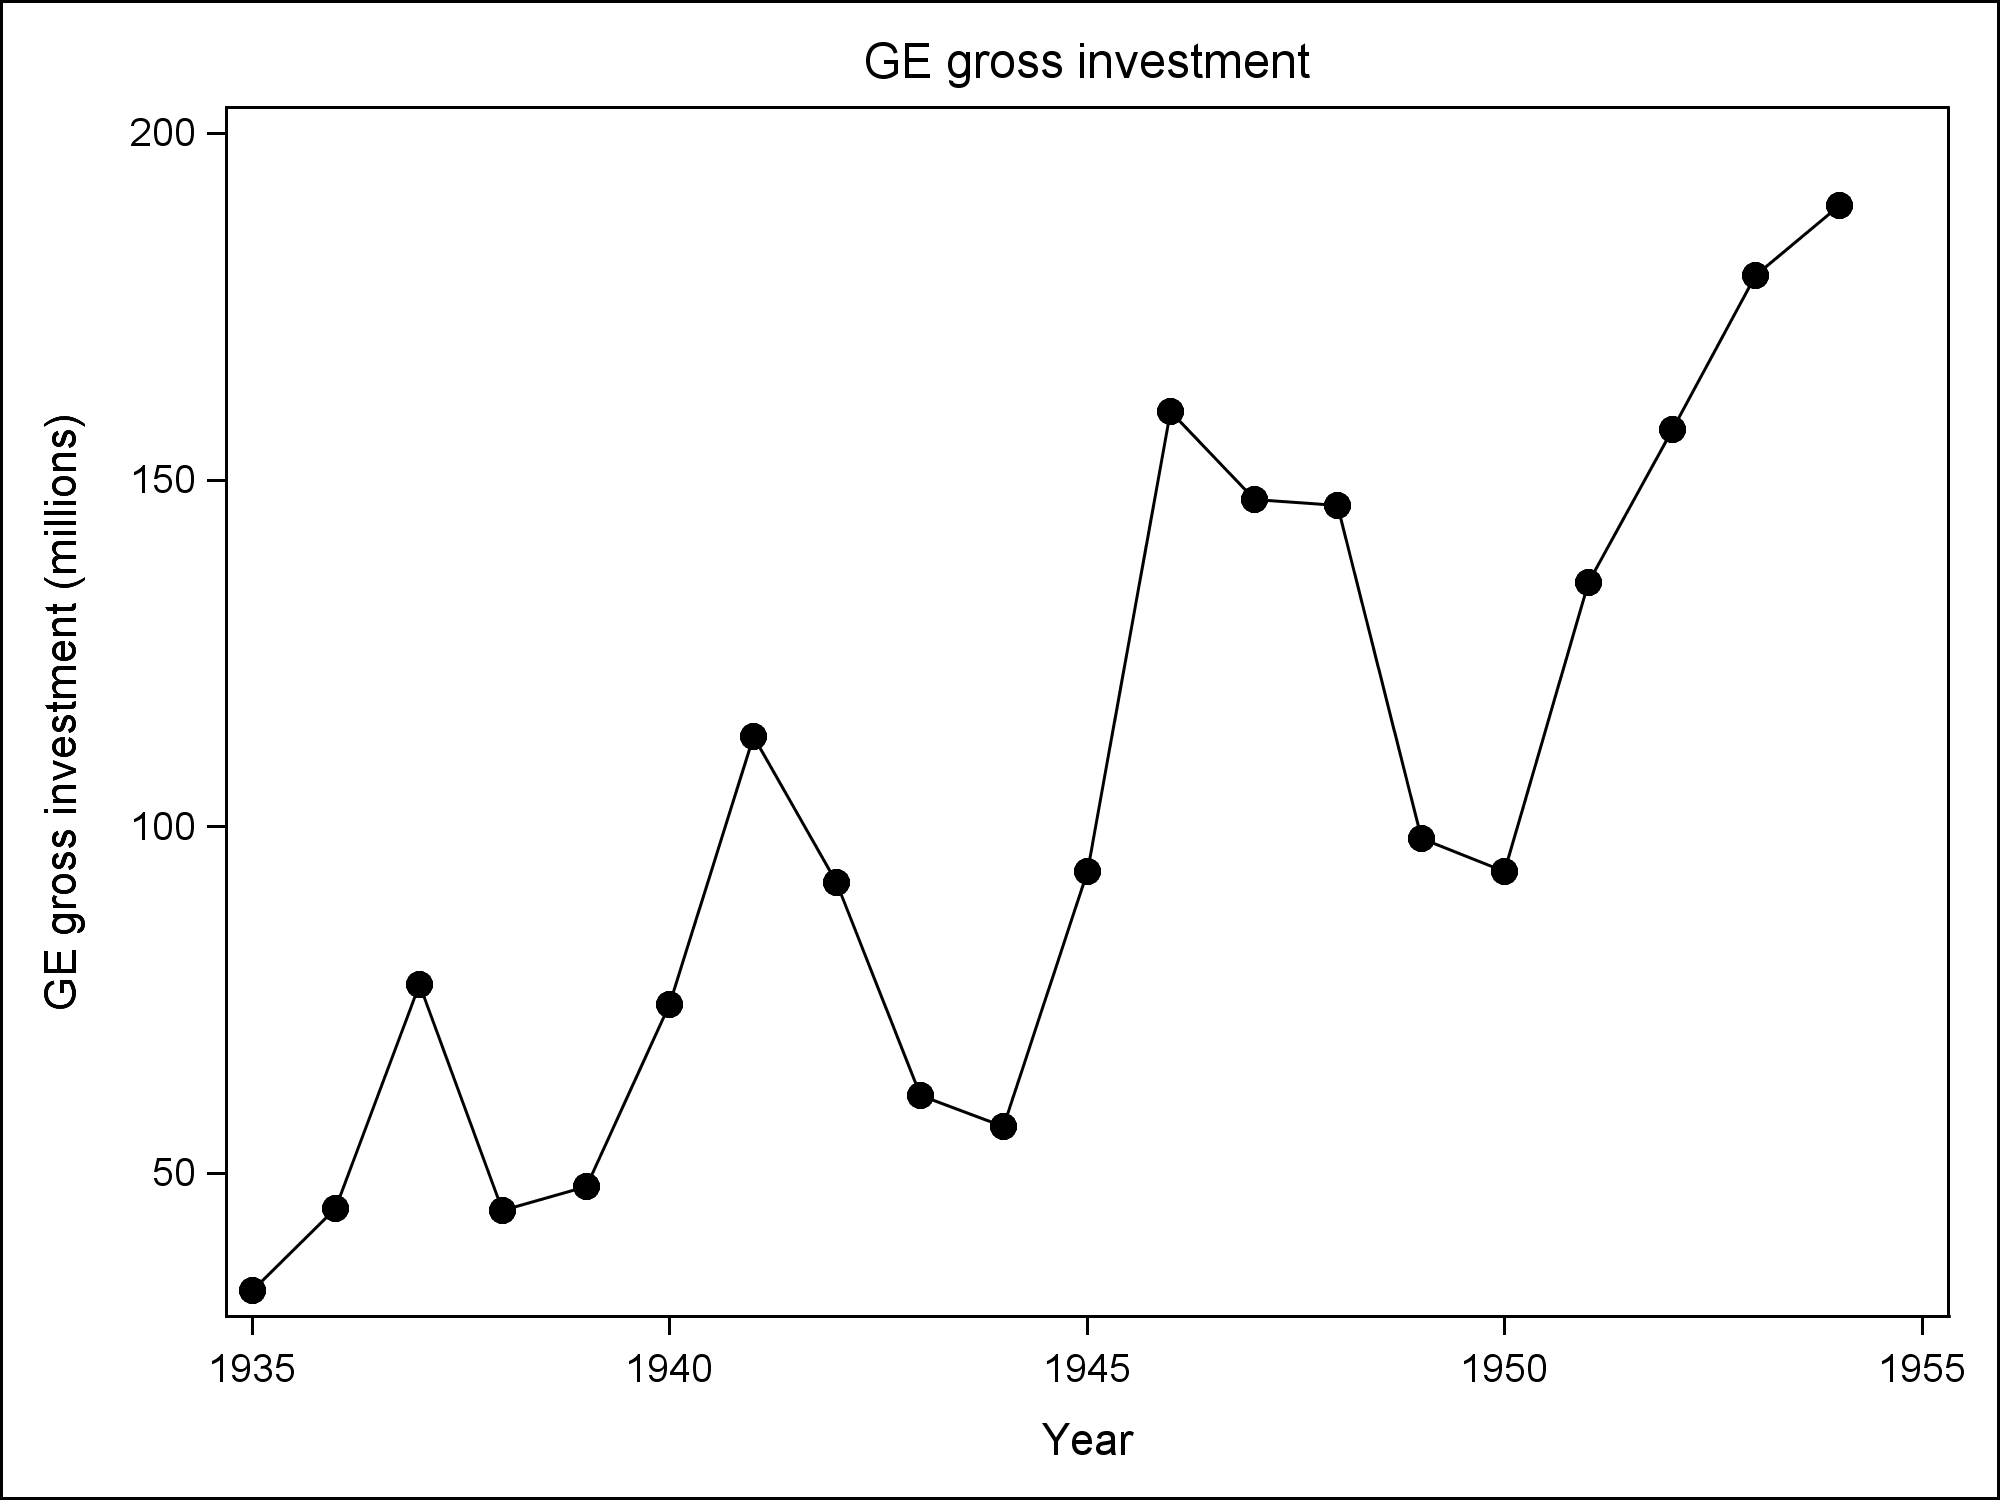 GE gross investment
GE gross investment (millions)
200
150
100
50
1935 1940 1945 1950 1955
Year